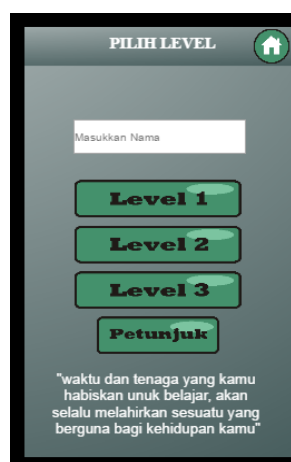 PILIH LEVEL
Masukkan Nama
Level 1
Level 2
Level 3
Petunjuk
"waktu dan tenaga yang kamu
habiskan unuk belajar, akan
selalu melahirkan sesuatu yang
berguna bagi kehidupan kamu"